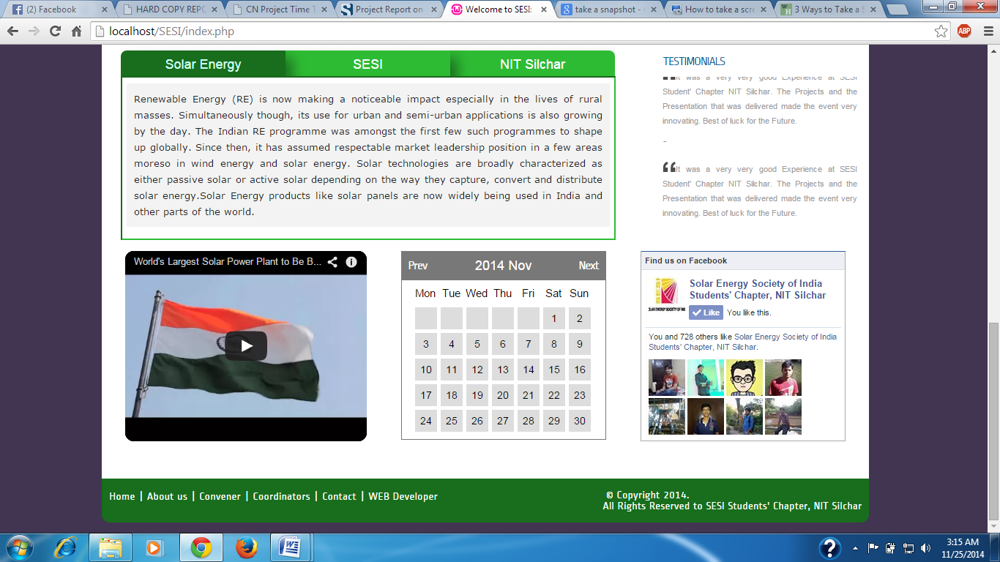 (2) Facebook
HARD COPY REPO
CN Project Time T
Project Report on
Welcome to SESI:
take a snapshot -
How to take a scre
3 Ways to Take a S
localhost/SESI/index.php
ABP
Solar Energy
SESI
NIT Silchar
Renewable Energy (RE) is now making a noticeable impact especially in the lives of rural
masses. Simultaneously though, its use for urban and semi-urban applications is also growing
by the day. The Indian RE programme was amongst the first few such programmes to shape
up globally. Since then, it has assumed respectable market leadership position in a few areas
moreso in wind energy and solar energy. Solar technologies are broadly characterized as
either passive solar or active solar depending on the way they capture, convert and distribute
solar energy.Solar Energy products like solar panels are now widely being used in India and
other parts of the world.
TESTIMONIALS
It was a very very good Experience at SESI
Student' Chapter NIT Silchar. The Projects and the
Presentation that was delivered made the event very
innovating. Best of luck for the Future.
-
“It was a very very good Experience at SESI
Student' Chapter NIT Silchar. The Projects and the
Presentation that was delivered made the event very
innovating. Best of luck for the Future.
World's Largest Solar Power Plant to Be B...
Prev 2014 Nov Next
Mon Tue Wed Thu Fri Sat Sun
1 2
3 4 5 6 7 8 9
10 11 12 13 14 15 16
17 18 19 20 21 22 23
24 25 26 27 28 29 30
Find us on Facebook
SESI
Solar Energy Society of India
Students' Chapter, NIT Silchar
Like You like this.
You and 728 others like Solar Energy Society of India
Students' Chapter, NIT Silchar.
Home | About us | Convener | Coordinators | Contact | WEB Developer
© Copyright 2014.
All Rights Reserved to SESI Students' Chapter, NIT Silchar
3:15 AM
11/25/2014